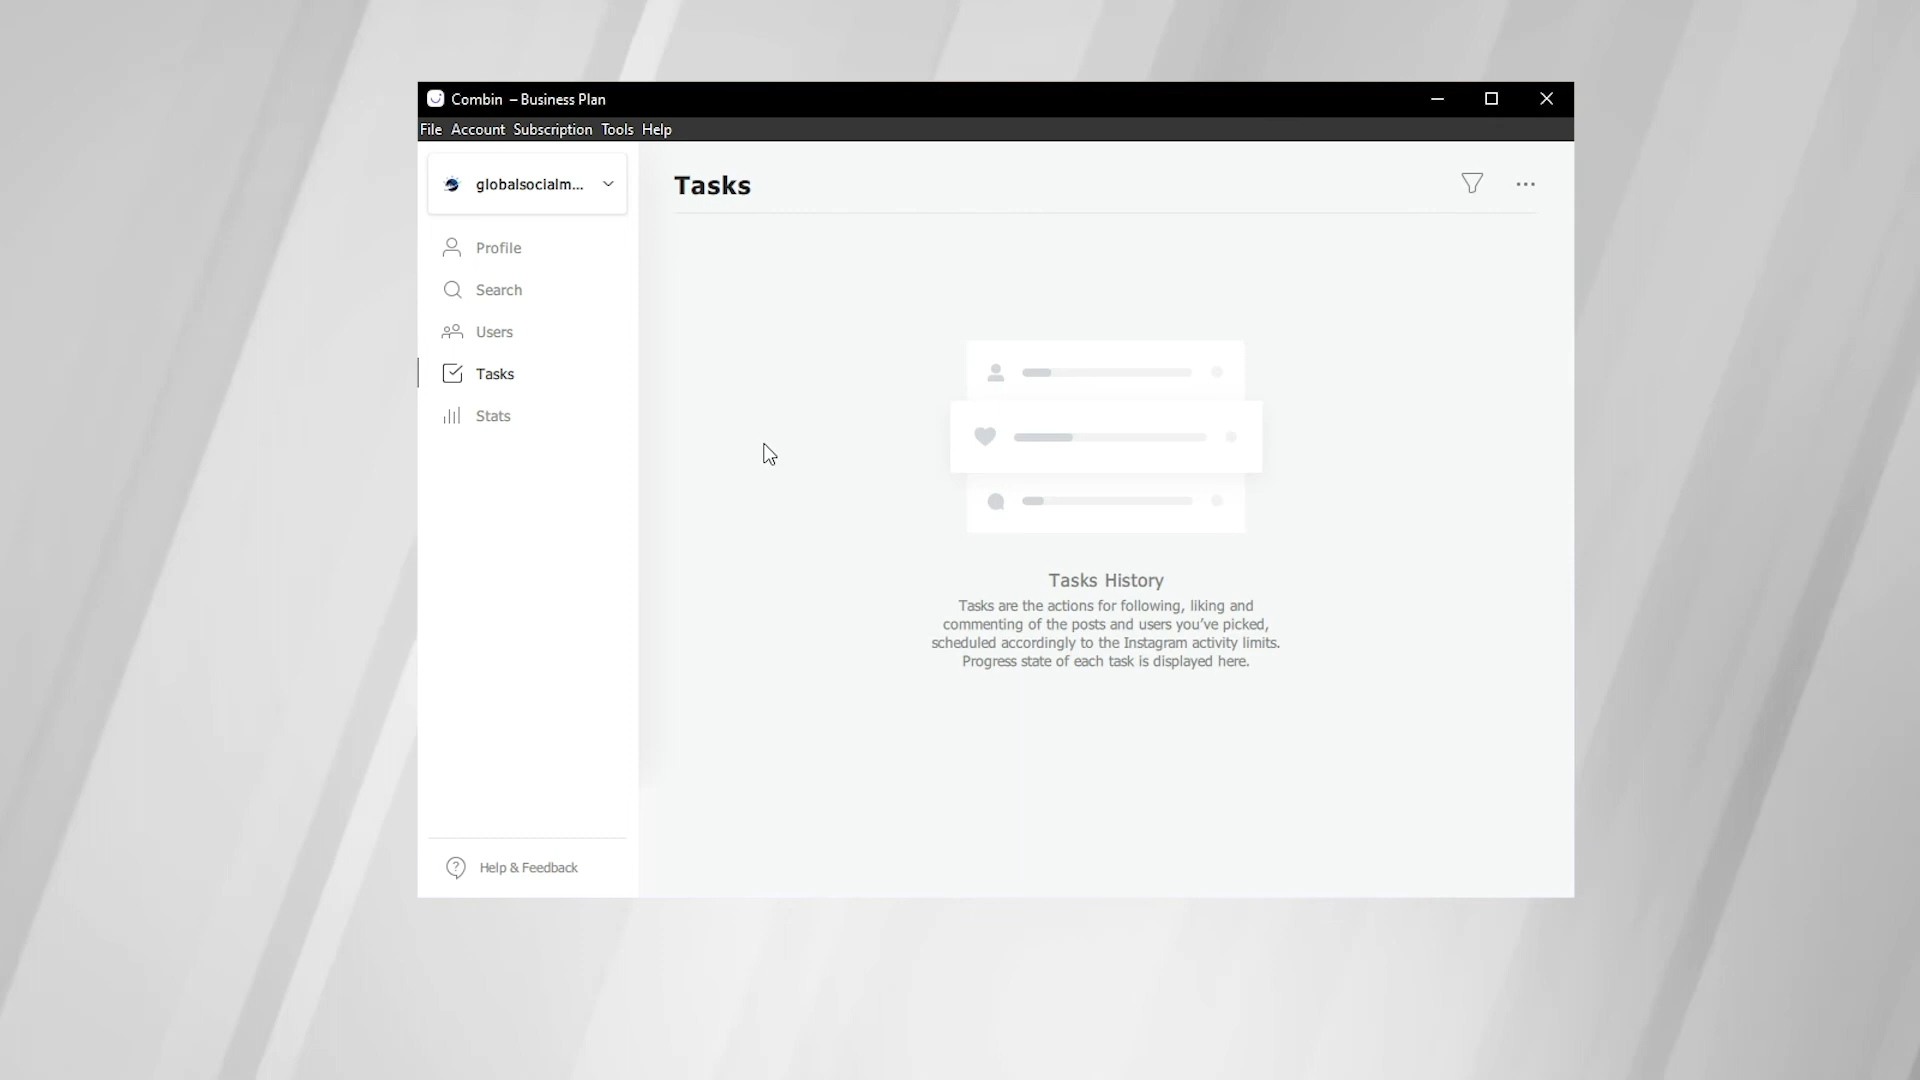 Combin – Business Plan
File Account Subscription Tools Help
globalsocialm...
Profile
Search
Users
Tasks
Stats
Help & Feedback
Tasks
Tasks History
Tasks are the actions for following, liking and
commenting of the posts and users you've picked,
scheduled accordingly to the Instagram activity limits.
Progress state of each task is displayed here.